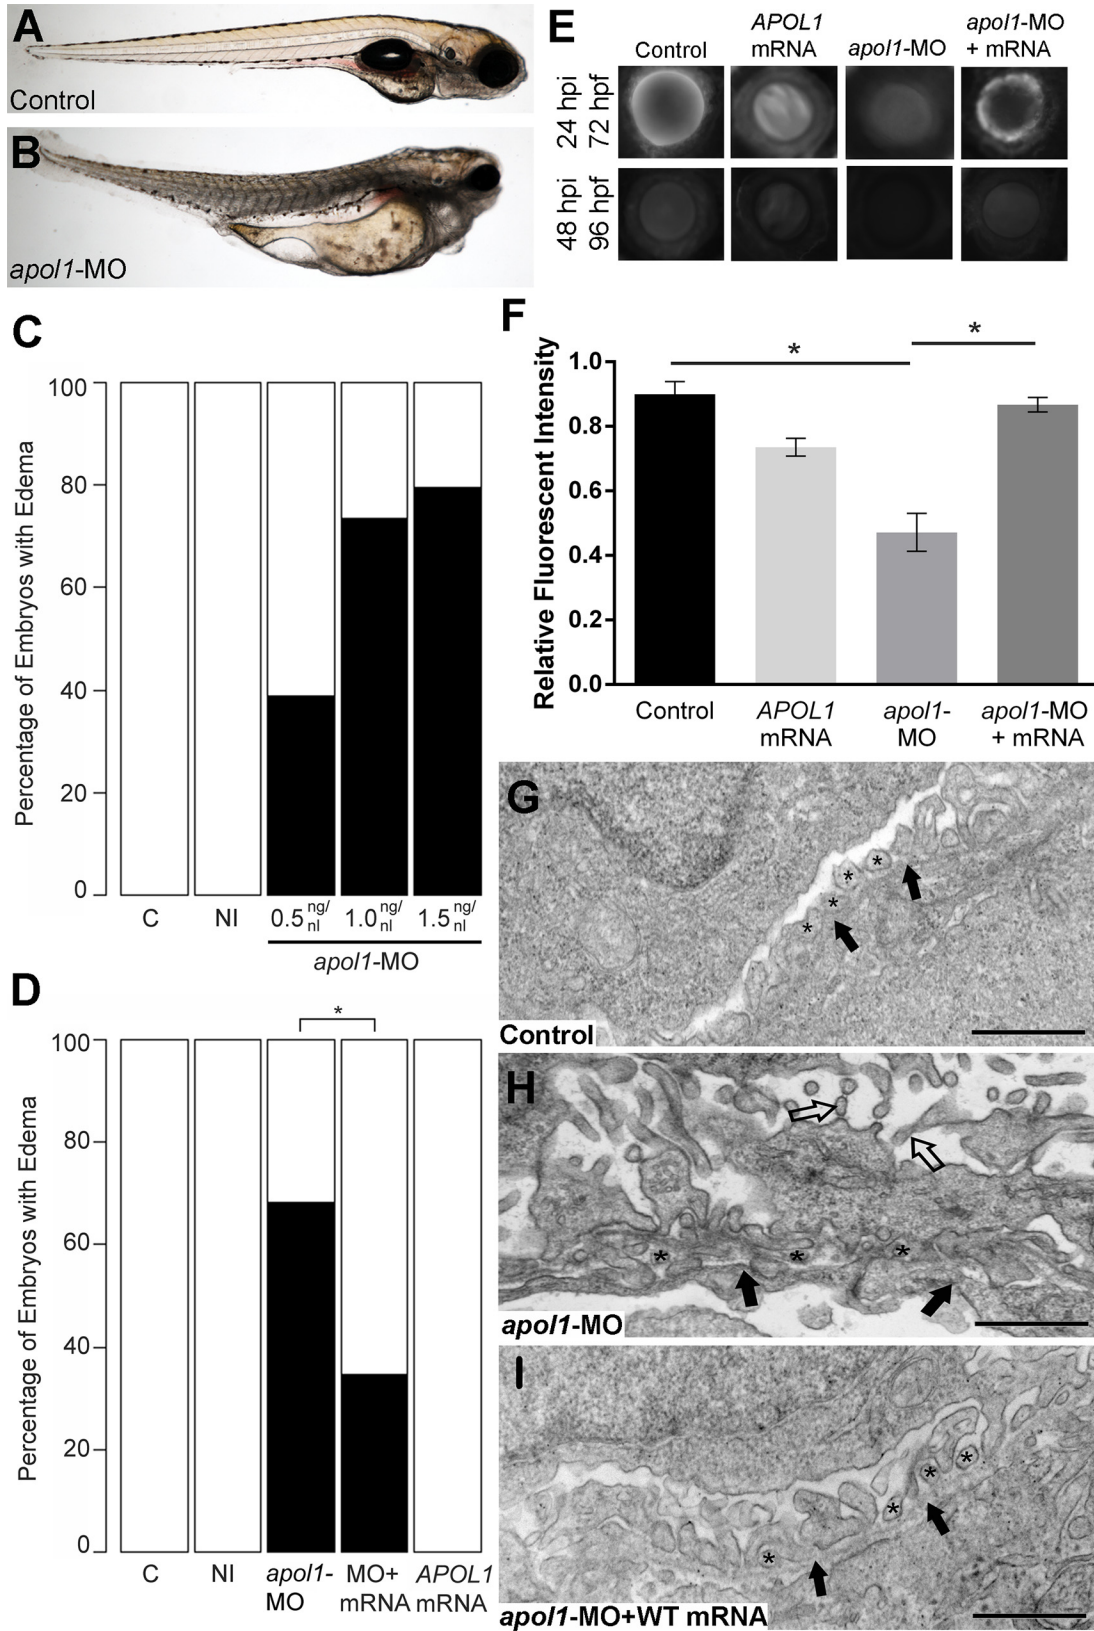 A
Control
B
apol1-MO
C
Percentage of Embryos with Edema
100
80
60
40
20
0
C
NI
0.5 ng/nl
1.0 ng/nl
1.5 ng/nl
apol1-MO
D
Percentage of Embryos with Edema
*
100
80
60
40
20
0
C
NI
apol1-
MO
MO+
mRNA
APOL1
mRNA
E
Control
APOL1
mRNA
apol1-MO
apol1-MO
+ mRNA
24 hpi
72 hpf
48 hpi
96 hpf
F
Relative Fluorescent Intensity
*
*
1.0
0.8
0.6
0.4
0.2
0.0
Control
APOL1
mRNA
apol1-
MO
apol1-MO
+ mRNA
G
* * * *
Control
H
* * *
apol1-MO
I
* * * *
apol1-MO+WT mRNA